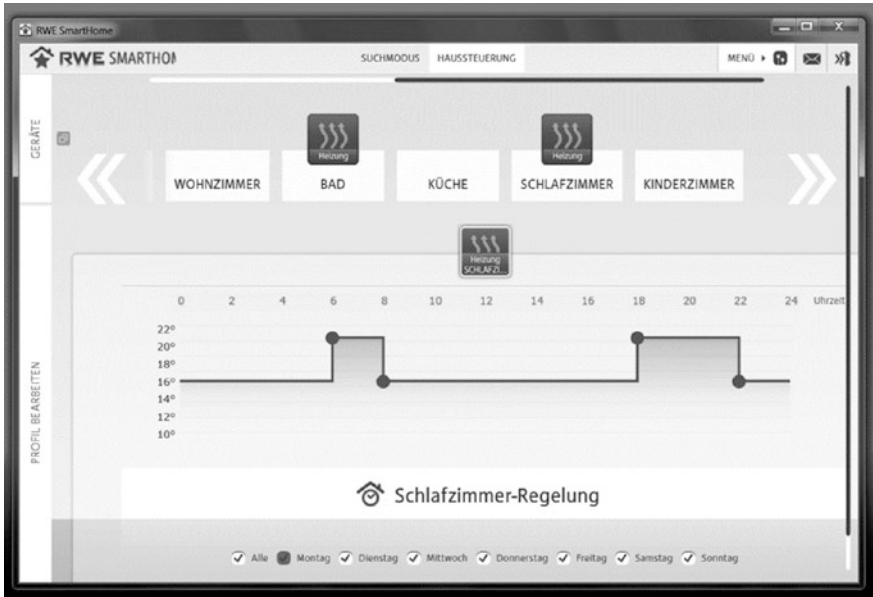 RWE SmartHome
RWE SMARTHOM
SUCHMODUS HAUSSTEUERUNG
MENÜ
GERÄTE
Heizung
Heizung
WOHNZIMMER BAD KÜCHE SCHLAFZIMMER KINDERZIMMER
Heizung
SCHLAFZI...
0 2 4 6 8 10 12 14 16 18 20 22 24 Uhrzeit
22°
20°
18°
16°
14°
12°
10°
PROFIL BEARBEITEN
Schlafzimmer-Regelung
Alle Montag Dienstag Mittwoch Donnerstag Freitag Samstag Sonntag